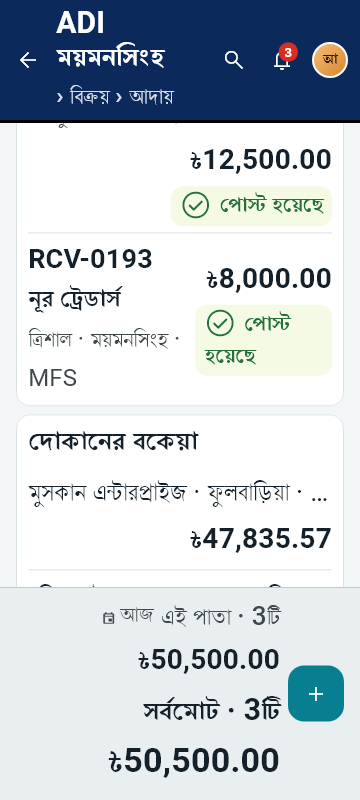 ADI
ময়মনসিংহ
› বিক্রয় › আদায়
3
আ
৳12,500.00
পোস্ট হয়েছে
RCV-0193
৳8,000.00
নূর ট্রেডার্স
পোস্ট
হয়েছে
ত্রিশাল · ময়মনসিংহ ·
MFS
দোকানের বকেয়া
মুসকান এন্টারপ্রাইজ · ফুলবাড়িয়া · ...
৳47,835.57
আজ এই পাতা · 3টি
৳50,500.00
সর্বমোট · 3টি
৳50,500.00